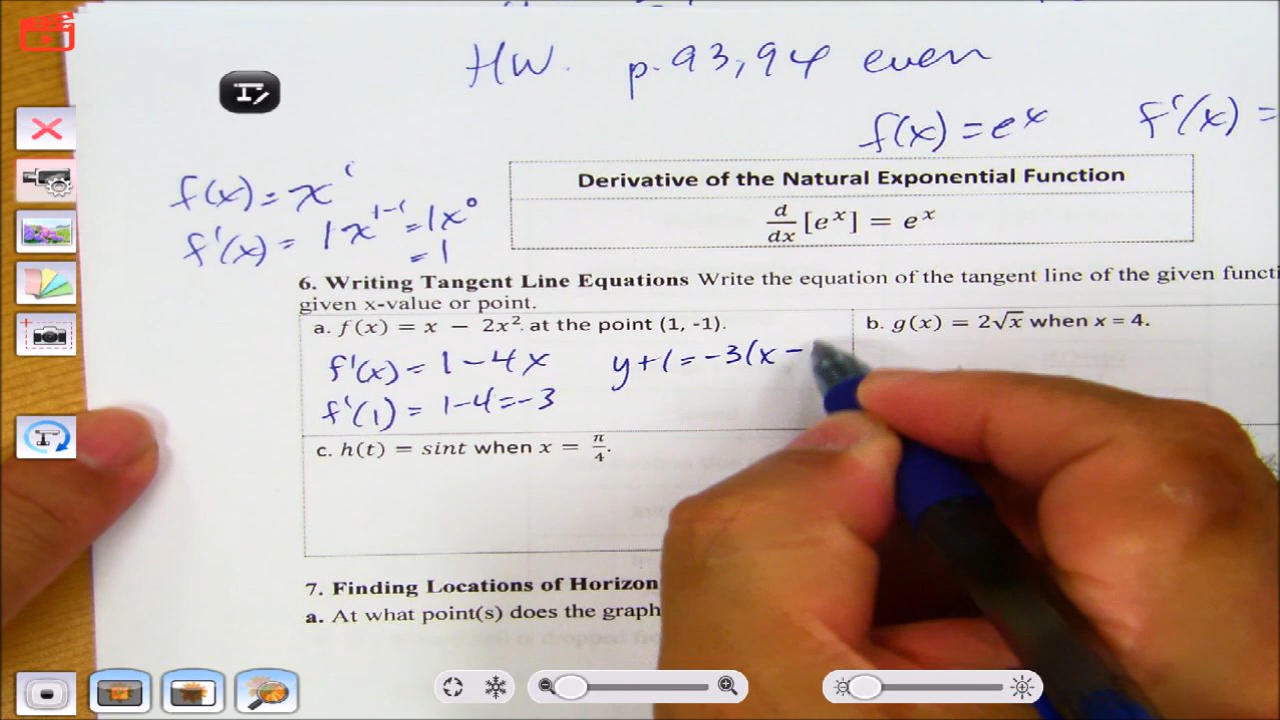 HW. p. 93, 94 even
f(x) = e^x f'(x) =
f(x) = x^1
f'(x) = 1x^{1-1} = 1x^0
= 1
Derivative of the Natural Exponential Function
d/dx [e^x] = e^x
6. Writing Tangent Line Equations Write the equation of the tangent line of the given functi
given x-value or point.
a. f(x) = x − 2x². at the point (1, -1).
f'(x) = 1 − 4x y + 1 = −3(x −
f'(1) = 1−4 = −3
b. g(x) = 2√x when x = 4.
c. h(t) = sint when x = π/4.
7. Finding Locations of Horizon
a. At what point(s) does the graph